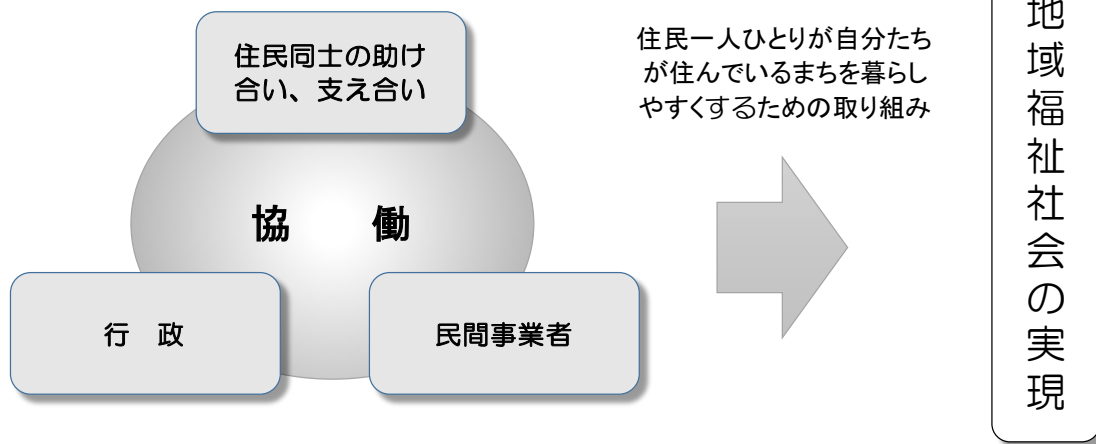 住民同士の助け
合い、支え合い
協　働
行　政
民間事業者
住民一人ひとりが自分たち
が住んでいるまちを暮らし
やすくするための取り組み
地域福祉社会の実現